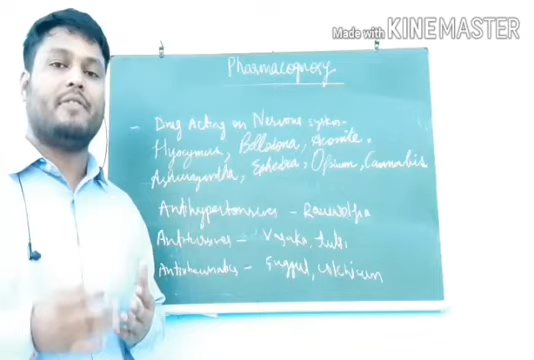 Made with KINEMASTER
Pharmacognosy
- Drug Acting on Nervous system-
Hyocymus, Belladona, Aconite,
Ashwagandha, Ephedra, Opium, Cannabis
Antihypertensives - Rauwolfia
Antitussives - Vasaka, Tulsi
Antirheumatics - Guggul, Colchicum